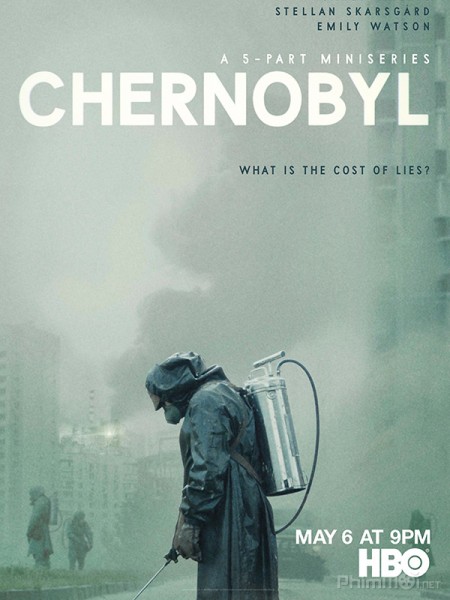 STELLAN SKARSGÅRD
EMILY WATSON
A 5-PART MINISERIES
CHERNOBYL
WHAT IS THE COST OF LIES?
MAY 6 AT 9PM
HBO®
Phimmoi.net